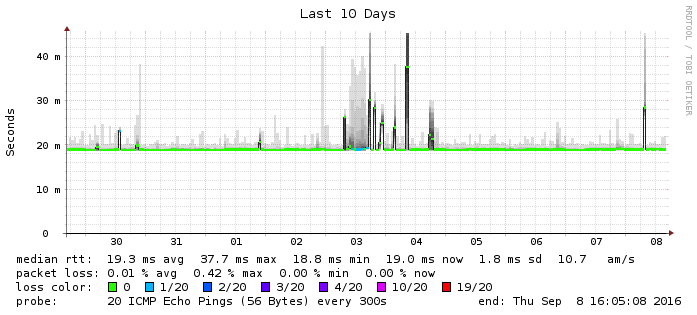 Last 10 Days
RRDTOOL / TOBI OETIKER
Seconds
40 m
30 m
20 m
10 m
0
30 31 01 02 03 04 05 06 07 08
median rtt: 19.3 ms avg 37.7 ms max 18.8 ms min 19.0 ms now 1.8 ms sd 10.7 am/s
packet loss: 0.01 % avg 0.42 % max 0.00 % min 0.00 % now
loss color: 0 1/20 2/20 3/20 4/20 10/20 19/20
probe: 20 ICMP Echo Pings (56 Bytes) every 300s end: Thu Sep 8 16:05:08 2016